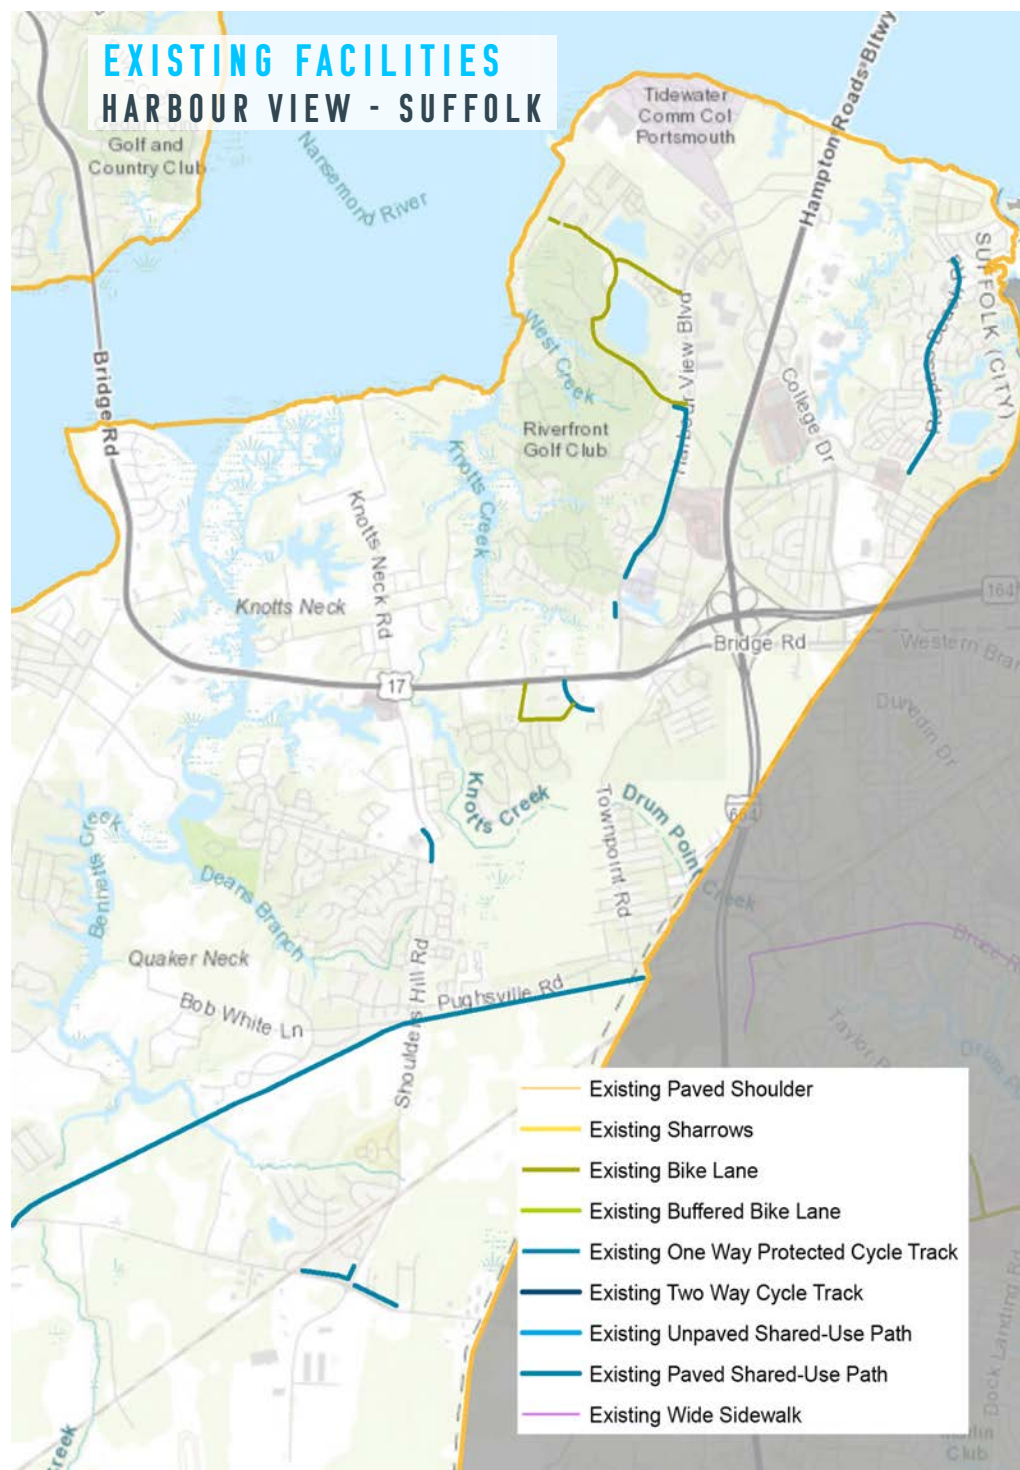 EXISTING FACILITIES
HARBOUR VIEW - SUFFOLK
Golf and
Country Club
Nansemond River
Tidewater
Comm Col
Portsmouth
Hampton Roads Bltwy
SUFFOLK (CITY)
Bridge Rd
West Creek
Harbour View Blvd
College Dr
Riverfront
Golf Club
Knotts Creek
Knotts Neck Rd
Knotts Neck
164
Bridge Rd
Western Bran
17
Dunedin Dr
Knotts Creek
Townpoint Rd
Drum Point Creek
664
Bennetts Creek
Deans Branch
Quaker Neck
Bob White Ln
Shoulders Hill Rd
Pughsville Rd
Bruce R
Taylor R
Existing Paved Shoulder
Existing Sharrows
Existing Bike Lane
Existing Buffered Bike Lane
Existing One Way Protected Cycle Track
Existing Two Way Cycle Track
Existing Unpaved Shared-Use Path
Existing Paved Shared-Use Path
Existing Wide Sidewalk
Dock Landing Rd
Club
reek